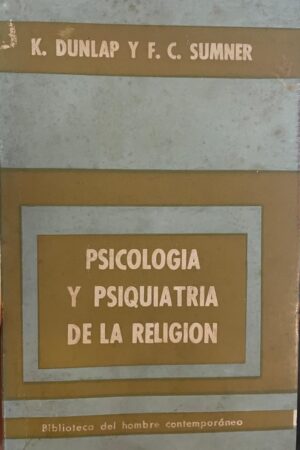 K. DUNLAP Y F. C. SUMNER
PSICOLOGIA
Y PSIQUIATRIA
DE LA RELIGION
Biblioteca del hombre contemporáneo